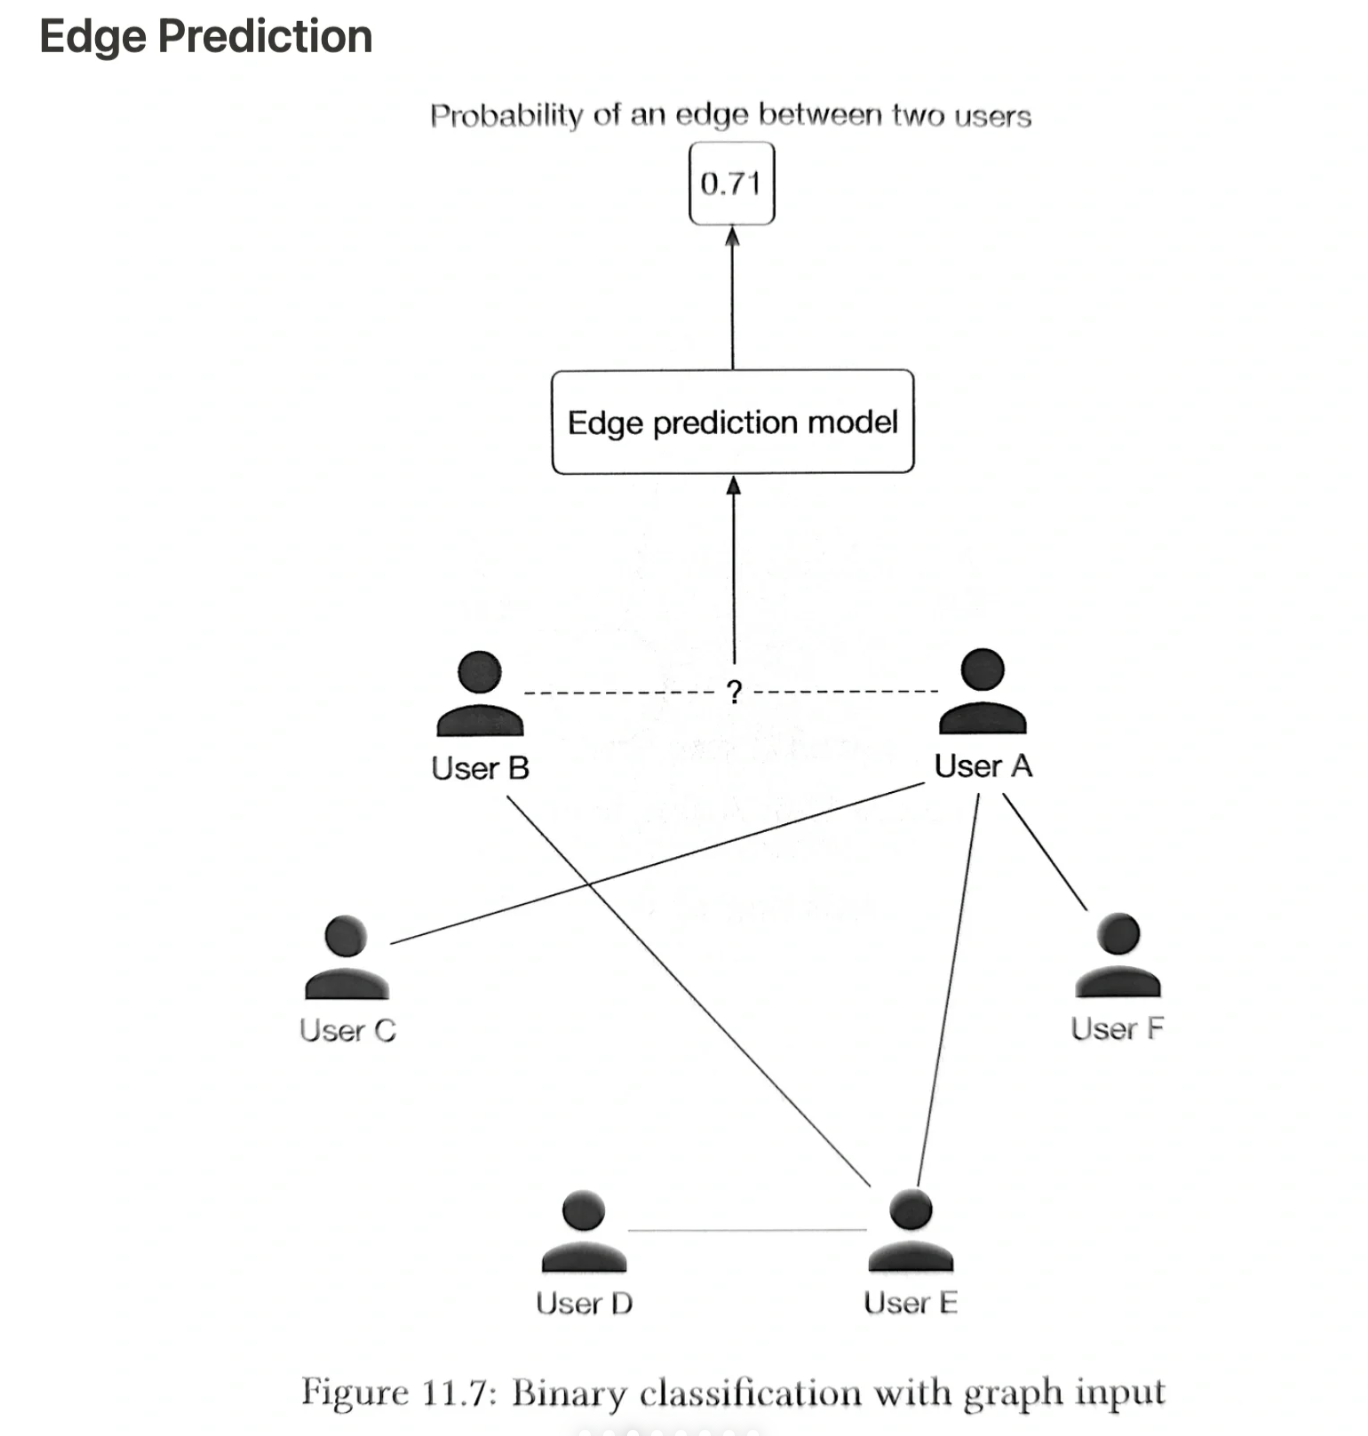 Edge Prediction
Probability of an edge between two users
0.71
Edge prediction model
?
User B
User A
User C
User F
User D
User E
Figure 11.7: Binary classification with graph input